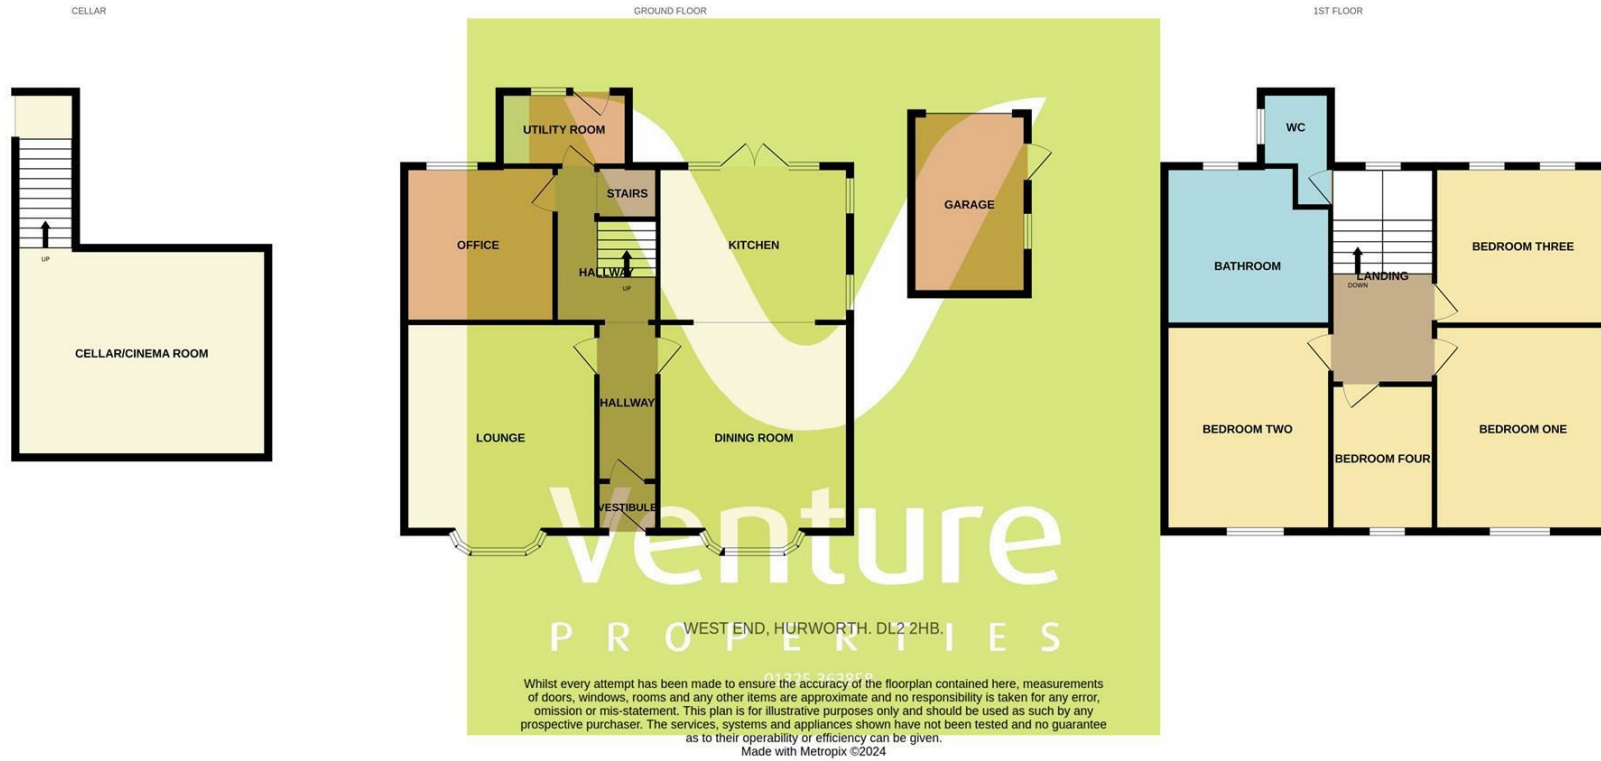 CELLAR
GROUND FLOOR
1ST FLOOR
UP
CELLAR/CINEMA ROOM
UTILITY ROOM
STAIRS
OFFICE
KITCHEN
HALLWAY
UP
HALLWAY
LOUNGE
DINING ROOM
VESTIBULE
GARAGE
WC
BATHROOM
LANDING
DOWN
BEDROOM THREE
BEDROOM TWO
BEDROOM ONE
BEDROOM FOUR
Venture
PROPERTIES
WEST END, HURWORTH. DL2 2HB.
Whilst every attempt has been made to ensure the accuracy of the floorplan contained here, measurements
of doors, windows, rooms and any other items are approximate and no responsibility is taken for any error,
omission or mis-statement. This plan is for illustrative purposes only and should be used as such by any
prospective purchaser. The services, systems and appliances shown have not been tested and no guarantee
as to their operability or efficiency can be given.
Made with Metropix ©2024